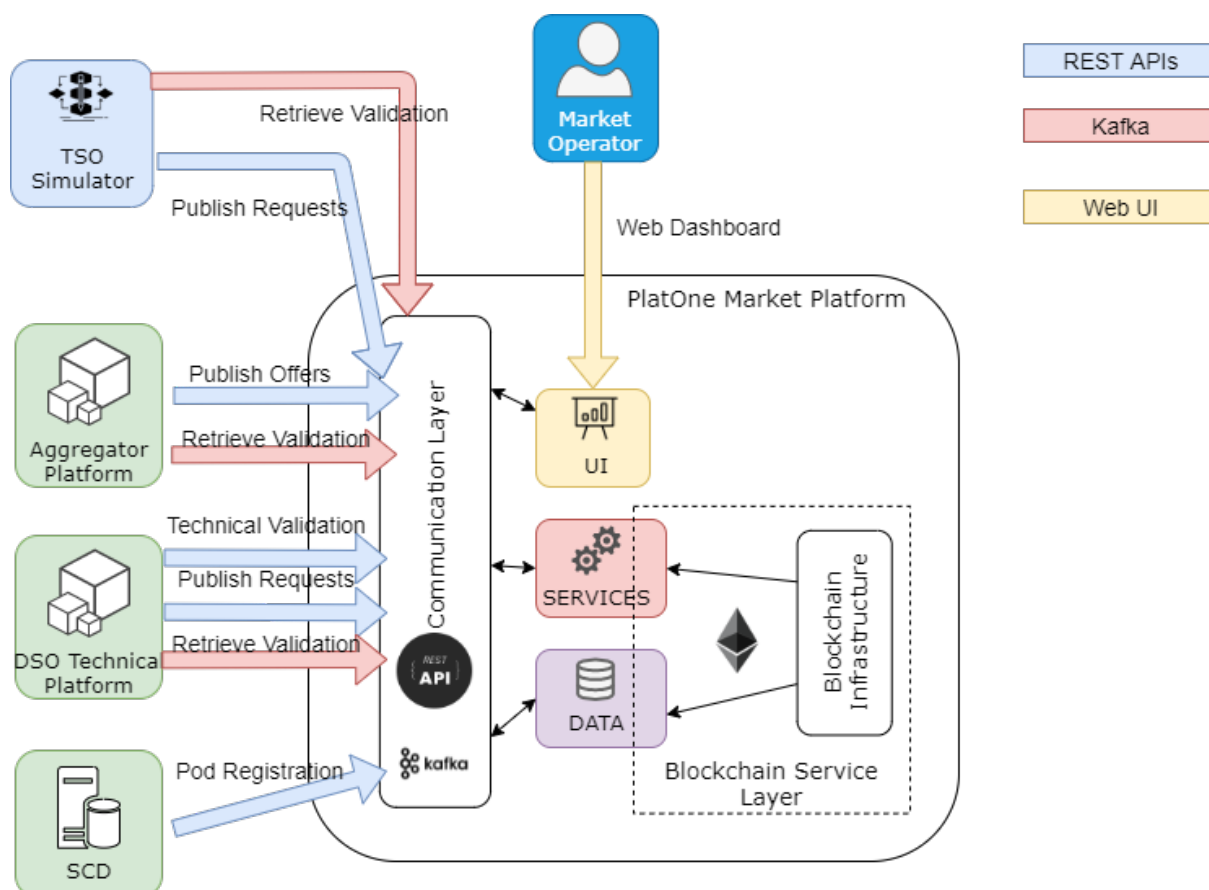 REST APIs
Kafka
Web UI
Market
Operator
Web Dashboard
TSO
Simulator
Retrieve Validation
Publish Requests
PlatOne Market Platform
Aggregator
Platform
Publish Offers
Retrieve Validation
DSO Technical
Platform
Technical Validation
Publish Requests
Retrieve Validation
SCD
Pod Registration
Communication Layer
REST
API
kafka
UI
SERVICES
DATA
Blockchain
Infrastructure
Blockchain Service
Layer